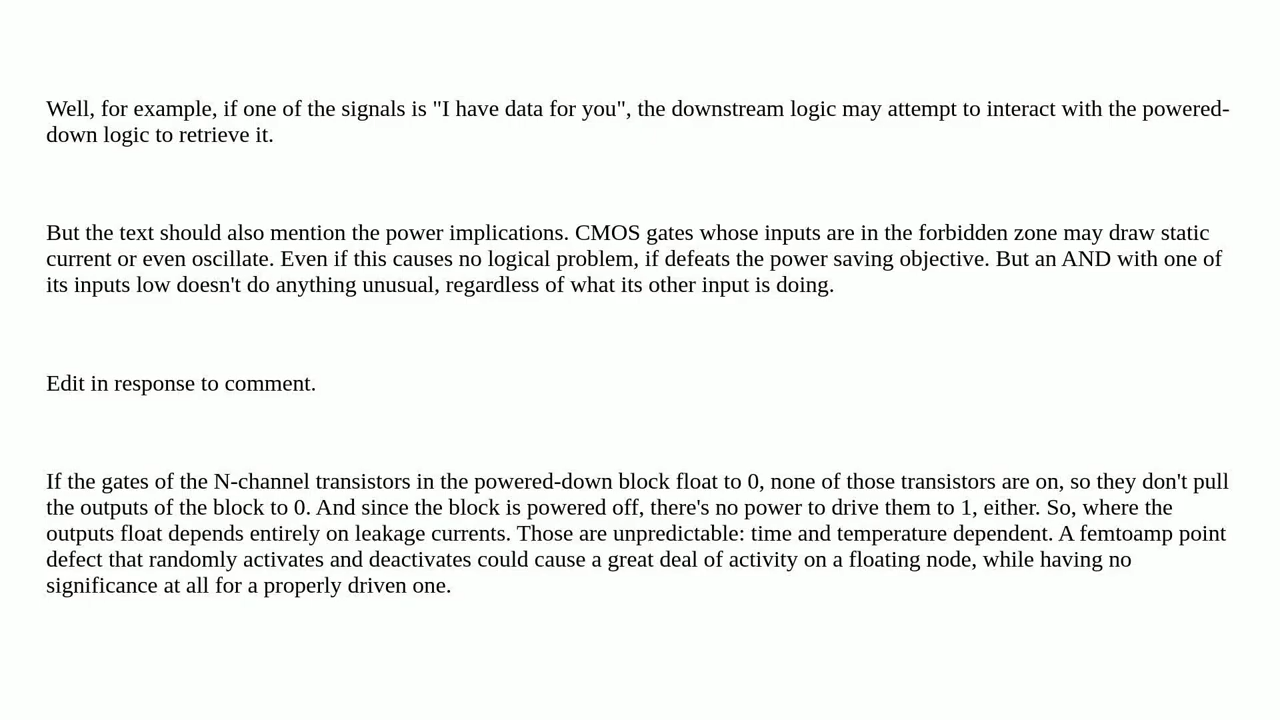 Well, for example, if one of the signals is "I have data for you", the downstream logic may attempt to interact with the powered-
down logic to retrieve it.
But the text should also mention the power implications. CMOS gates whose inputs are in the forbidden zone may draw static
current or even oscillate. Even if this causes no logical problem, if defeats the power saving objective. But an AND with one of
its inputs low doesn't do anything unusual, regardless of what its other input is doing.
Edit in response to comment.
If the gates of the N-channel transistors in the powered-down block float to 0, none of those transistors are on, so they don't pull
the outputs of the block to 0. And since the block is powered off, there's no power to drive them to 1, either. So, where the
outputs float depends entirely on leakage currents. Those are unpredictable: time and temperature dependent. A femtoamp point
defect that randomly activates and deactivates could cause a great deal of activity on a floating node, while having no
significance at all for a properly driven one.